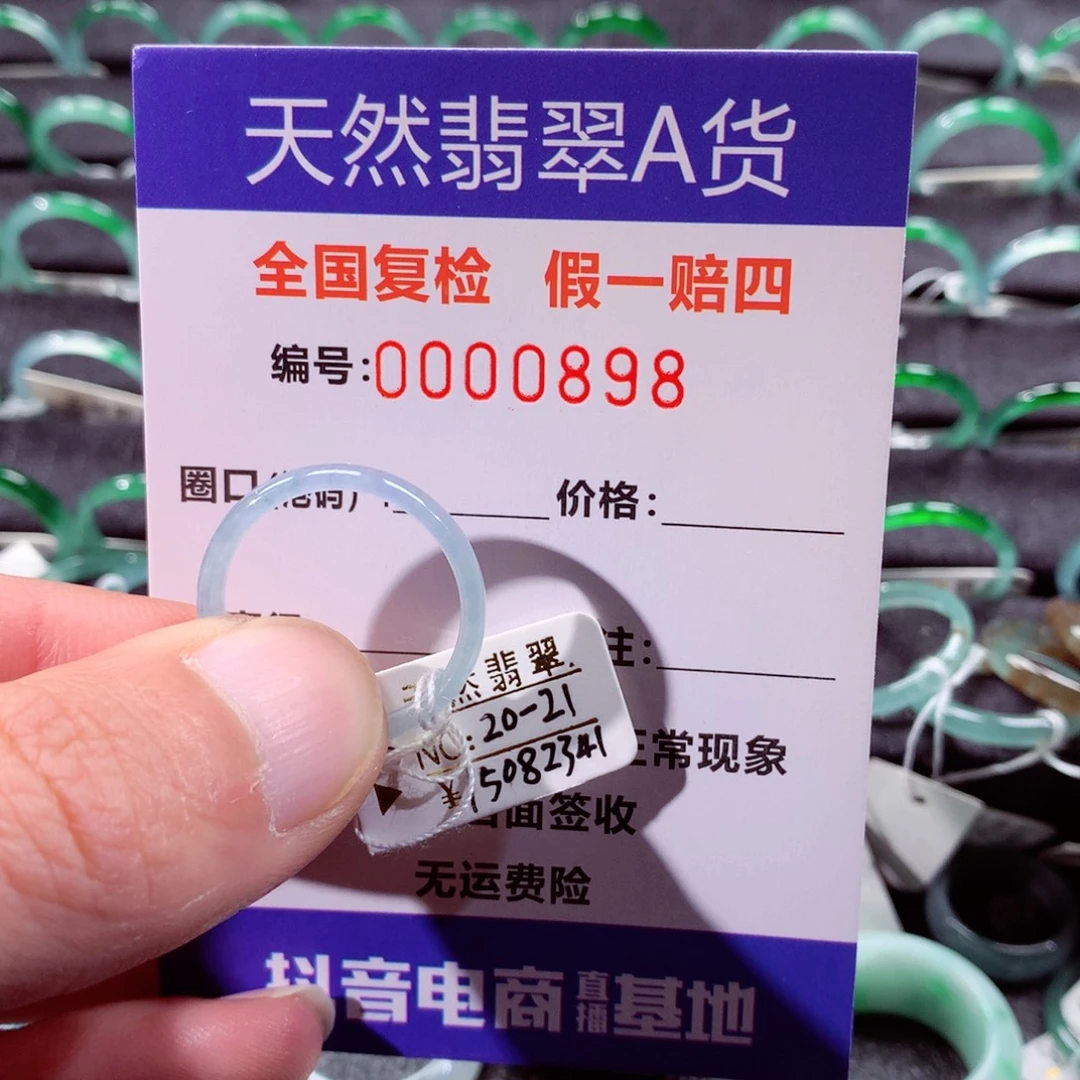 天然翡翠A货
全国复检 假一赔四
编号:0000898
圈口 价格:
注:
翡翠
NO:20-21
¥15082341
常现象
面签收
无运费险
抖音电商直播基地